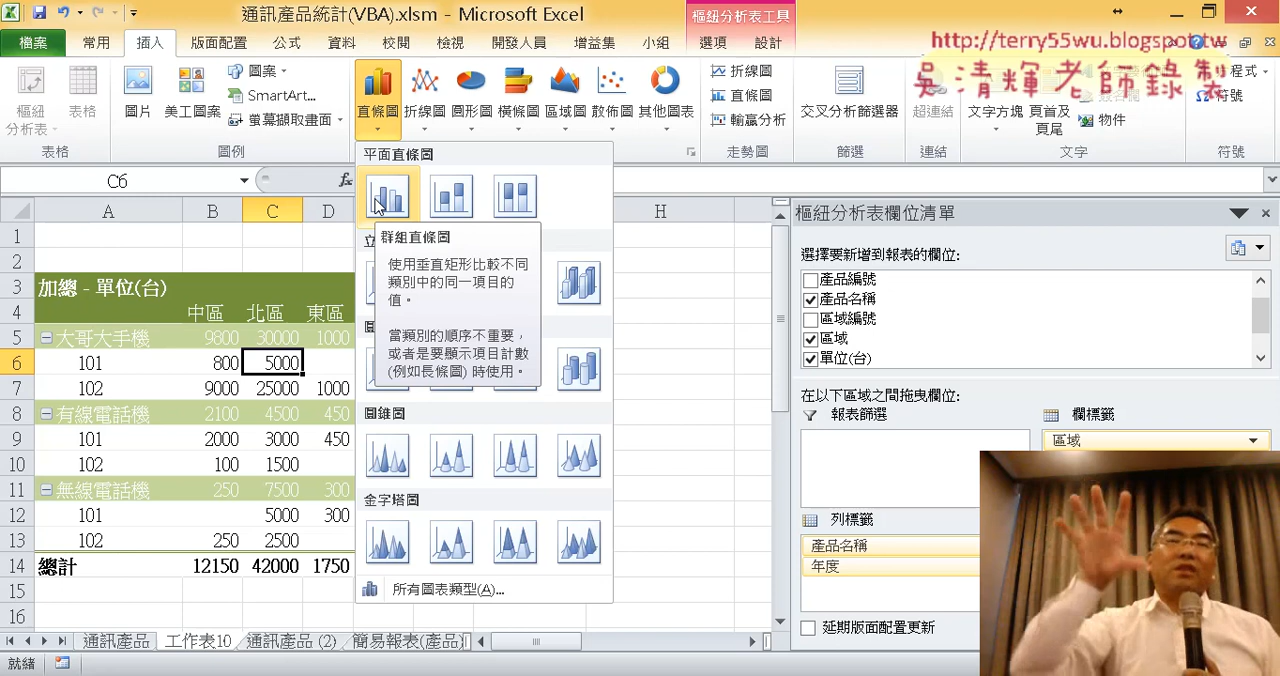 通訊產品統計(VBA).xlsm - Microsoft Excel
樞紐分析表工具
檔案 常用 插入 版面配置 公式 資料 校閱 檢視 開發人員 增益集 小組 選項 設計
http://terry55wu.blogspot.tw
吳清輝老師錄製
樞紐分析表 表格 圖片 美工圖案 圖案 SmartArt... 螢幕擷取畫面
直條圖 折線圖 圓形圖 橫條圖 區域圖 散佈圖 其他圖表
折線圖 直條圖 輸贏分析
交叉分析篩選器 超連結 文字方塊 頁首及頁尾 物件 符號
表格 圖例 走勢圖 篩選 連結 文字 符號
C6 fx
平面直條圖
群組直條圖
使用垂直矩形比較不同
類別中的同一項目的
值。
當類別的順序不重要,
或者是要顯示項目計數
(例如長條圖) 時使用。
圓錐圖
金字塔圖
所有圖表類型(A)...
A B C D H
1
2
3 加總 - 單位(台)
4 中區 北區 東區
5 大哥大手機 9800 30000 1000
6 101 800 5000
7 102 9000 25000 1000
8 有線電話機 2100 4500 450
9 101 2000 3000 450
10 102 100 1500
11 無線電話機 250 7500 300
12 101 5000 300
13 102 250 2500
14 總計 12150 42000 1750
15
16
樞紐分析表欄位清單
選擇要新增到報表的欄位:
產品編號
產品名稱
區域編號
區域
單位(台)
在以下區域之間拖曳欄位:
報表篩選 欄標籤
區域
列標籤
產品名稱
年度
延期版面配置更新
通訊產品 工作表10 通訊產品 (2) 簡易報表(產品)
就緒